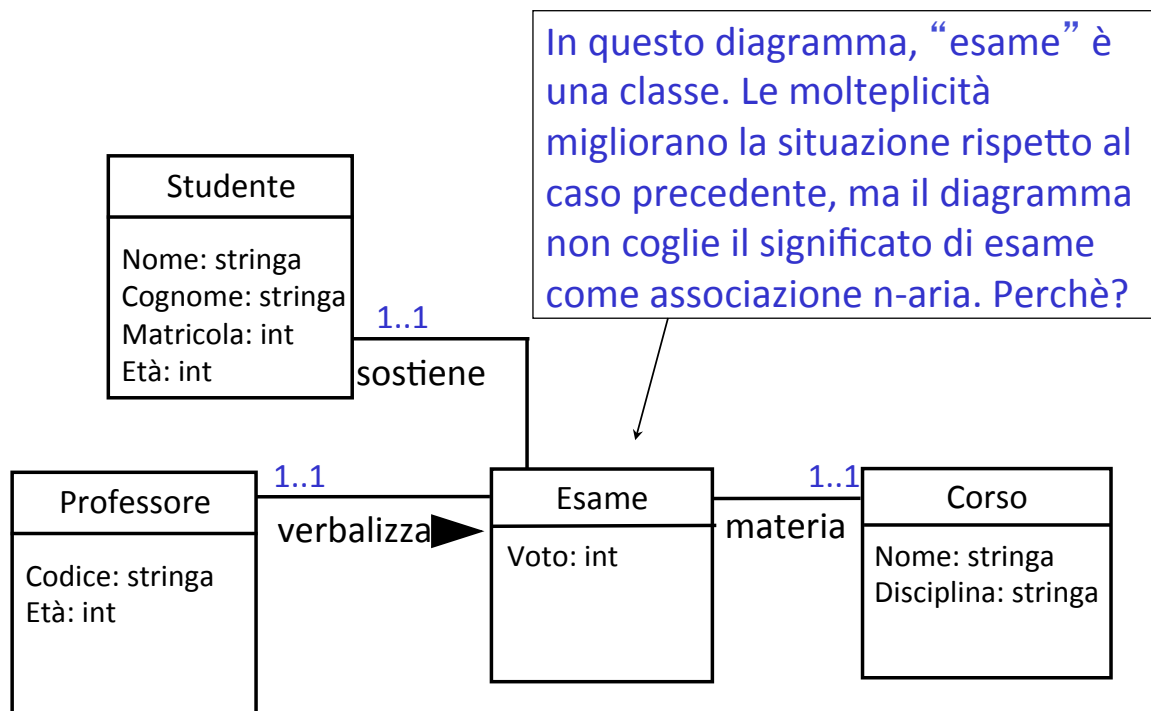 In questo diagramma, “esame” è
una classe. Le molteplicità
migliorano la situazione rispetto al
caso precedente, ma il diagramma
non coglie il significato di esame
come associazione n-aria. Perchè?
Studente
Nome: stringa
Cognome: stringa
Matricola: int
Età: int
1..1
sostiene
Professore
Codice: stringa
Età: int
1..1
verbalizza
Esame
Voto: int
1..1
materia
Corso
Nome: stringa
Disciplina: stringa